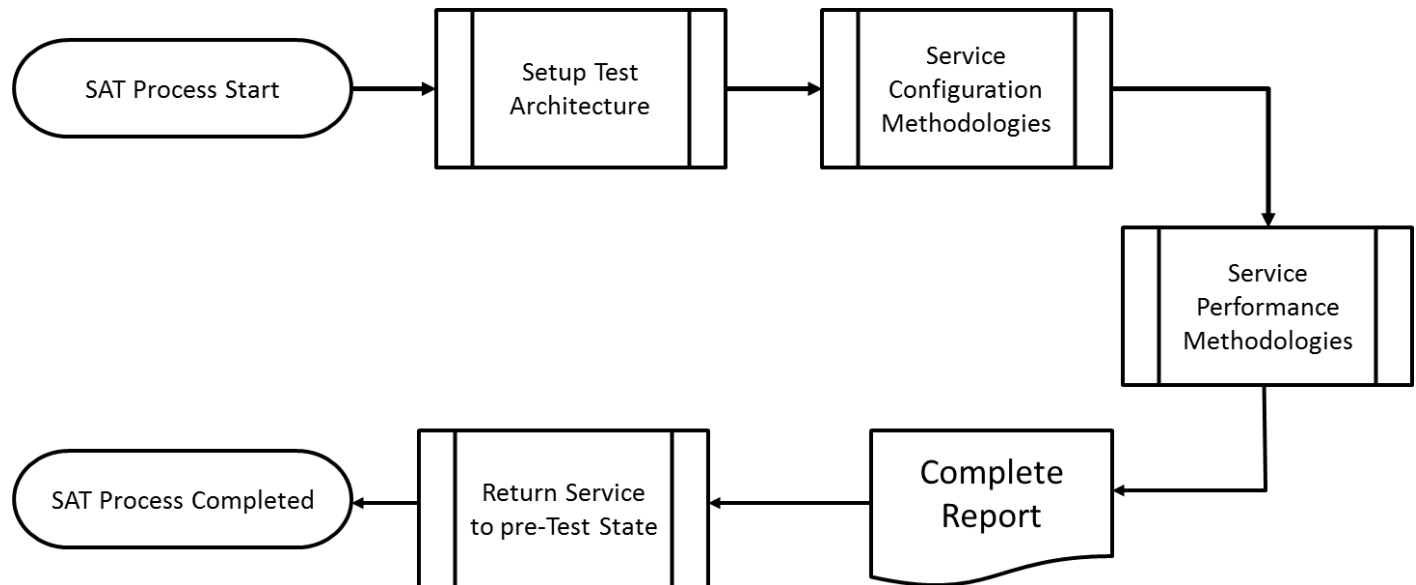 SAT Process Start
Setup Test
Architecture
Service
Configuration
Methodologies
Service
Performance
Methodologies
Complete
Report
Return Service
to pre-Test State
SAT Process Completed